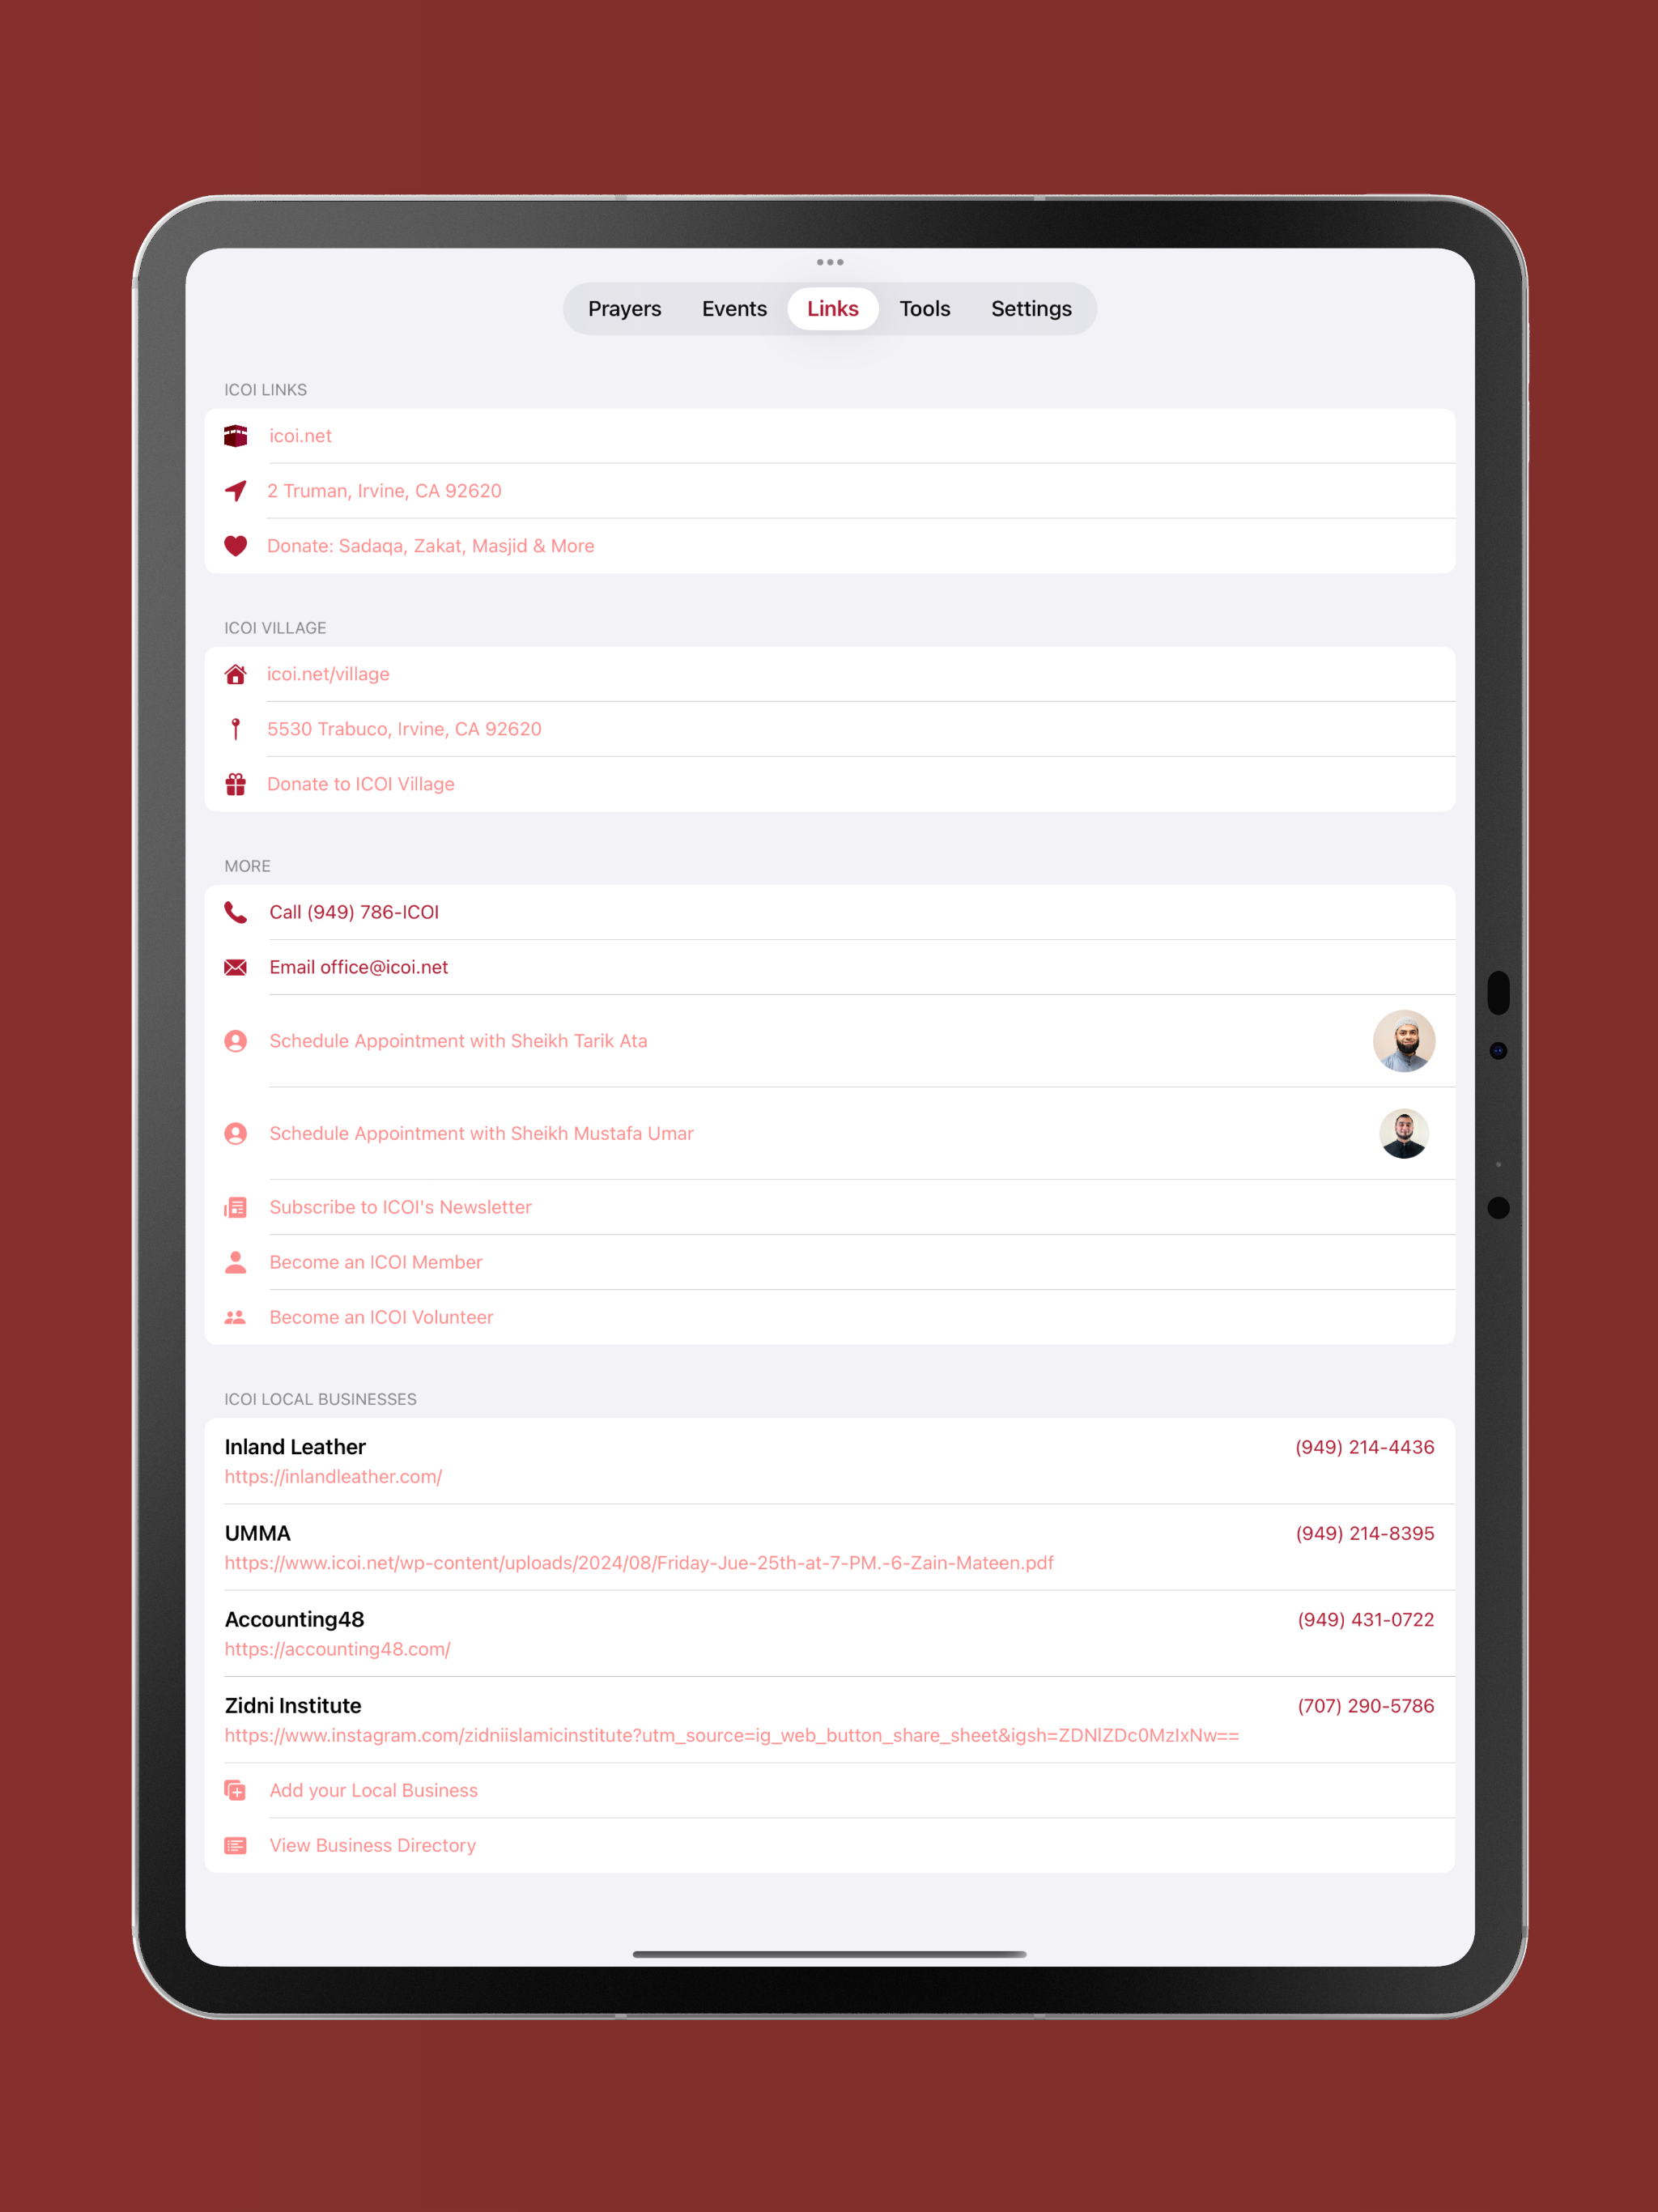 Prayers Events Links Tools Settings
ICOI LINKS
icoi.net
2 Truman, Irvine, CA 92620
Donate: Sadaqa, Zakat, Masjid & More
ICOI VILLAGE
icoi.net/village
5530 Trabuco, Irvine, CA 92620
Donate to ICOI Village
MORE
Call (949) 786-ICOI
Email office@icoi.net
Schedule Appointment with Sheikh Tarik Ata
Schedule Appointment with Sheikh Mustafa Umar
Subscribe to ICOI's Newsletter
Become an ICOI Member
Become an ICOI Volunteer
ICOI LOCAL BUSINESSES
Inland Leather (949) 214-4436
https://inlandleather.com/
UMMA (949) 214-8395
https://www.icoi.net/wp-content/uploads/2024/08/Friday-Jue-25th-at-7-PM.-6-Zain-Mateen.pdf
Accounting48 (949) 431-0722
https://accounting48.com/
Zidni Institute (707) 290-5786
https://www.instagram.com/zidniislamicinstitute?utm_source=ig_web_button_share_sheet&igsh=ZDNlZDc0MzIxNw==
Add your Local Business
View Business Directory